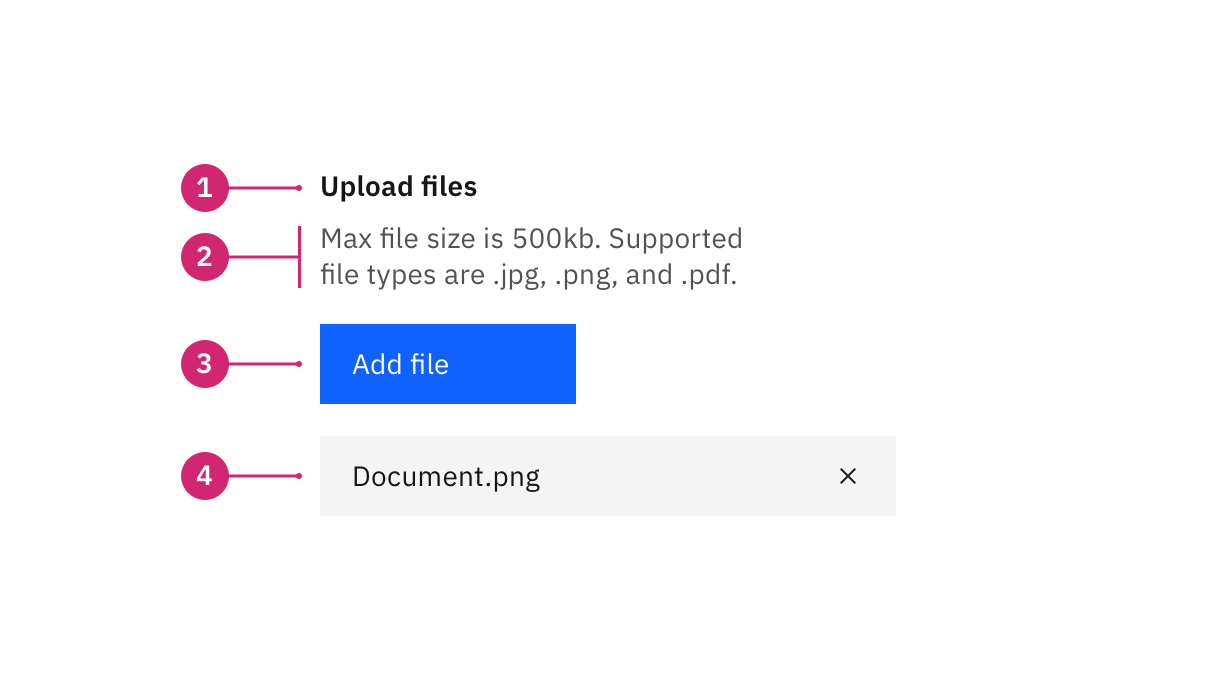 1
Upload files
2
Max file size is 500kb. Supported
file types are .jpg, .png, and .pdf.
3
Add file
4
Document.png